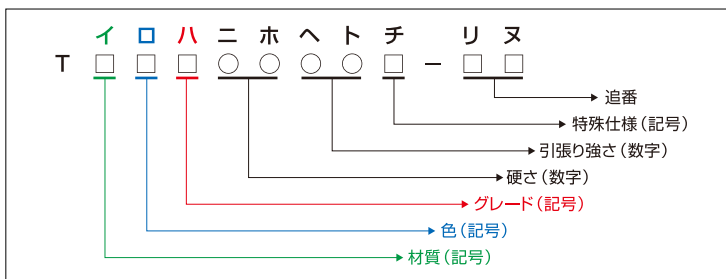 イ ロ ハ ニ ホ ヘ ト チ リ ヌ
T □ □ □ ○ ○ ○ ○ □ － □ □
追番
特殊仕様（記号）
引張り強さ（数字）
硬さ（数字）
グレード（記号）
色（記号）
材質（記号）